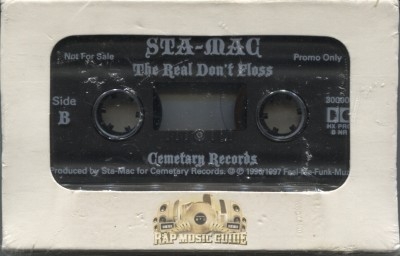 STA-MAC
Not For Sale
Promo Only
The Real Don't Floss
Side
B
Cemetary Records
Produced by Sta-Mac for Cemetary Records. © ℗ 1996/1997
RAP MUSIC GUIDE